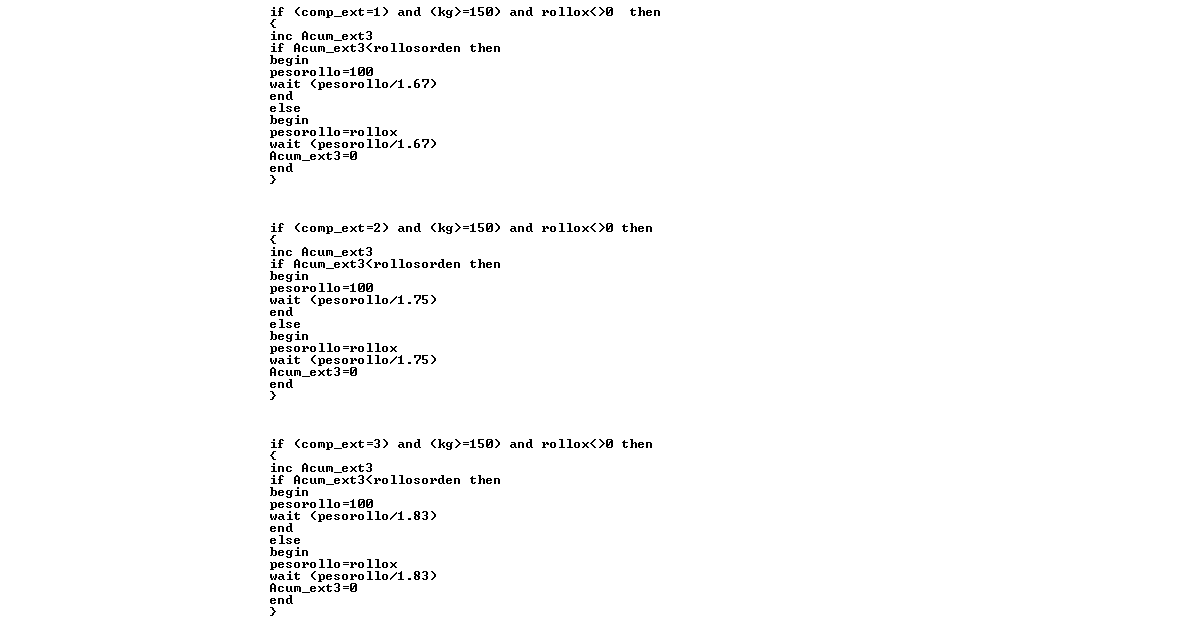 if (comp_ext=1) and (kg>=150) and rollox<>0  then
{
inc Acum_ext3
if Acum_ext3<rollosorden then
begin
pesorollo=100
wait (pesorollo/1.67)
end
else
begin
pesorollo=rollox
wait (pesorollo/1.67)
Acum_ext3=0
end
}
if (comp_ext=2) and (kg>=150) and rollox<>0 then
{
inc Acum_ext3
if Acum_ext3<rollosorden then
begin
pesorollo=100
wait (pesorollo/1.75)
end
else
begin
pesorollo=rollox
wait (pesorollo/1.75)
Acum_ext3=0
end
}
if (comp_ext=3) and (kg>=150) and rollox<>0 then
{
inc Acum_ext3
if Acum_ext3<rollosorden then
begin
pesorollo=100
wait (pesorollo/1.83)
end
else
begin
pesorollo=rollox
wait (pesorollo/1.83)
Acum_ext3=0
end
}